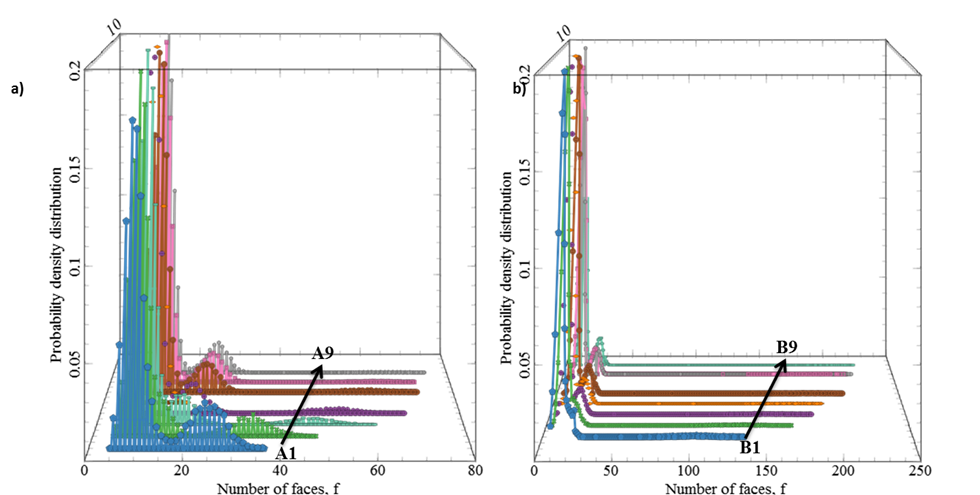 a)
10
0.2
0.15
0.1
0.05
0
20
40
60
80
Probability density distribution
Number of faces, f
A9
A1
b)
10
0.2
0.15
0.1
0.05
0
50
100
150
200
250
Probability density distribution
Number of faces, f
B9
B1